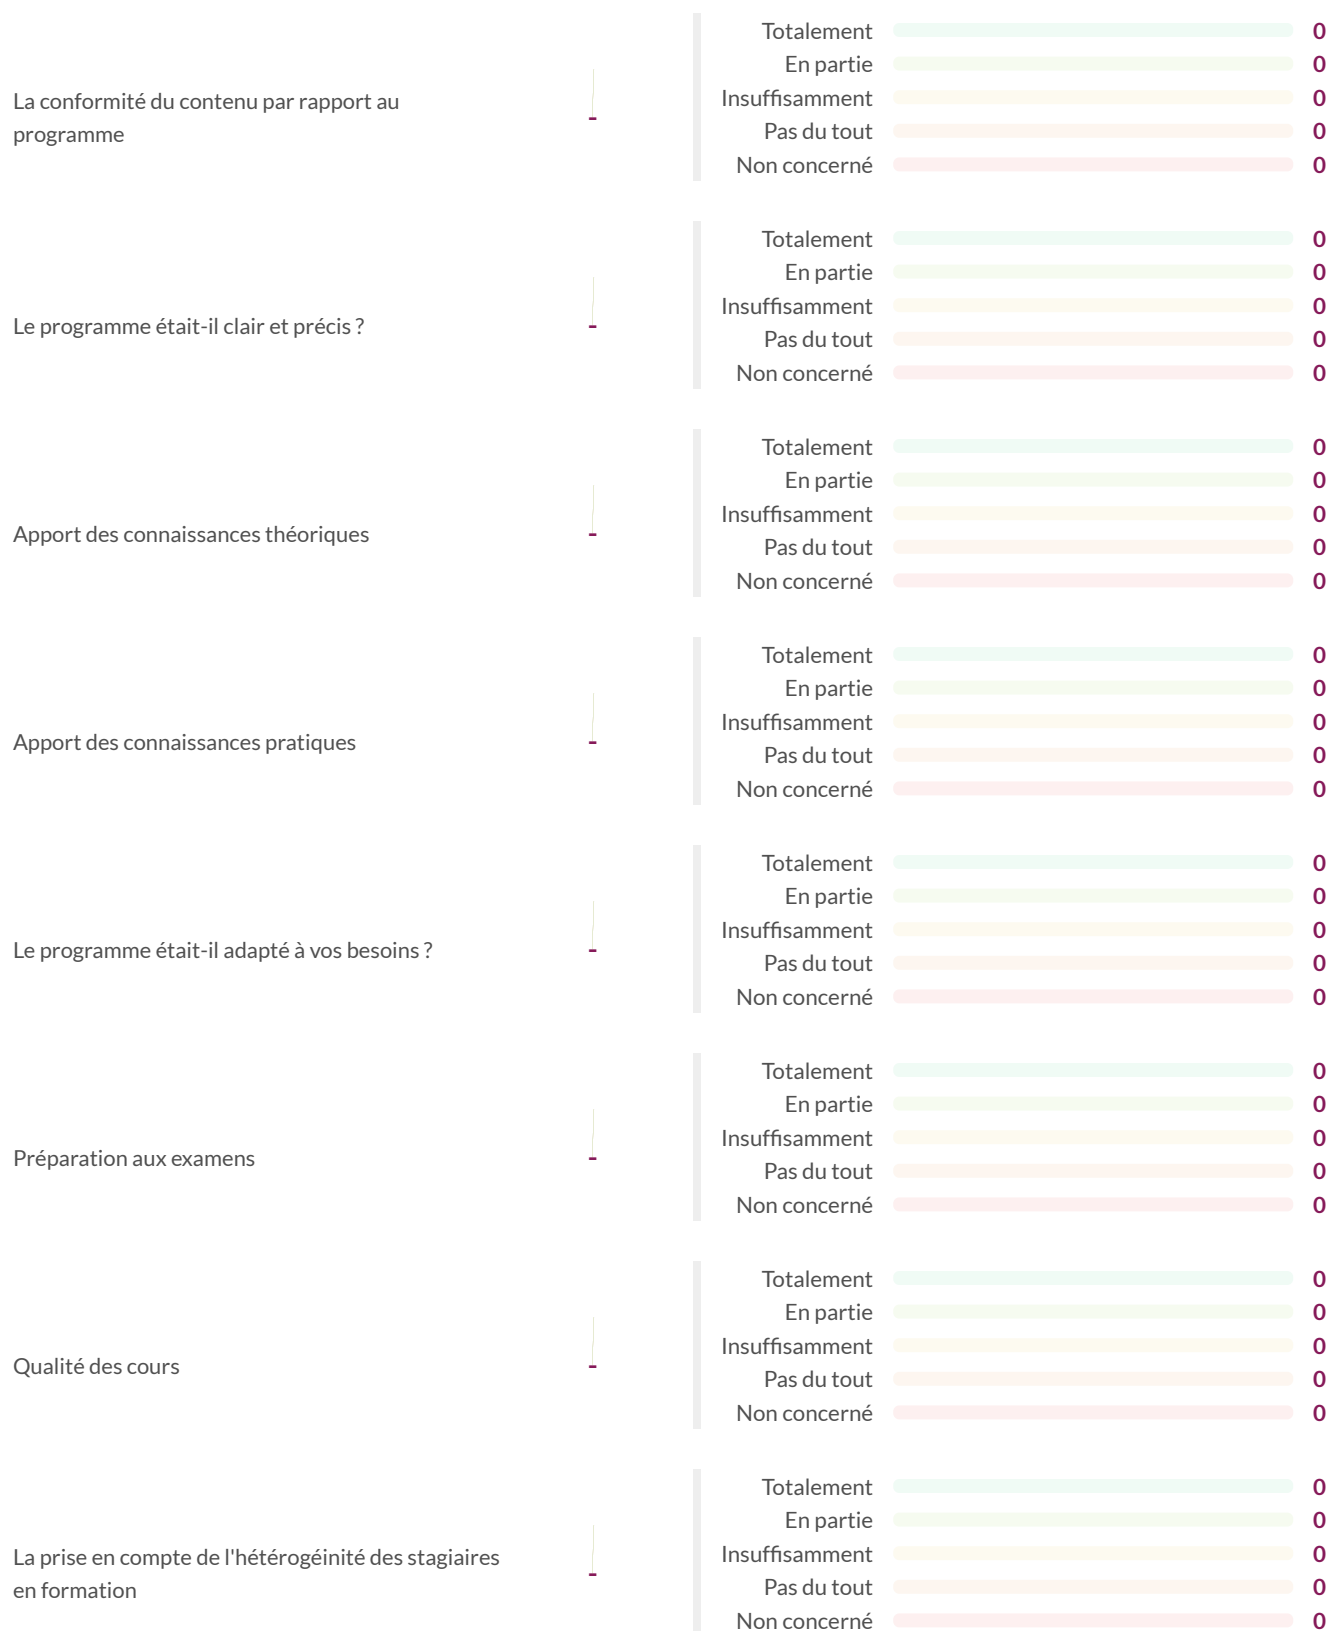 La conformité du contenu par rapport au
programme
-
Totalement 0
En partie 0
Insuffisamment 0
Pas du tout 0
Non concerné 0
Le programme était-il clair et précis ?
-
Totalement 0
En partie 0
Insuffisamment 0
Pas du tout 0
Non concerné 0
Apport des connaissances théoriques
-
Totalement 0
En partie 0
Insuffisamment 0
Pas du tout 0
Non concerné 0
Apport des connaissances pratiques
-
Totalement 0
En partie 0
Insuffisamment 0
Pas du tout 0
Non concerné 0
Le programme était-il adapté à vos besoins ?
-
Totalement 0
En partie 0
Insuffisamment 0
Pas du tout 0
Non concerné 0
Préparation aux examens
-
Totalement 0
En partie 0
Insuffisamment 0
Pas du tout 0
Non concerné 0
Qualité des cours
-
Totalement 0
En partie 0
Insuffisamment 0
Pas du tout 0
Non concerné 0
La prise en compte de l'hétérogéinité des stagiaires
en formation
-
Totalement 0
En partie 0
Insuffisamment 0
Pas du tout 0
Non concerné 0